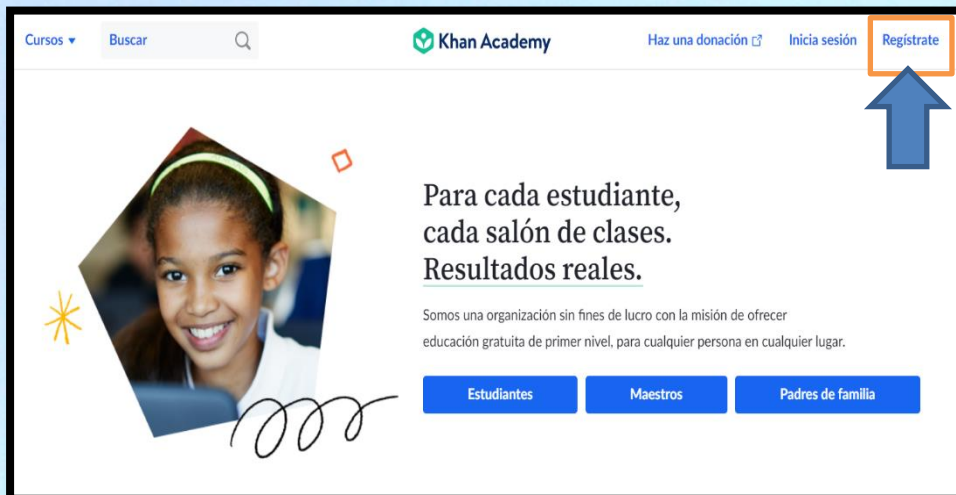 Cursos
Buscar
Khan Academy
Haz una donación
Inicia sesión
Regístrate
Para cada estudiante,
cada salón de clases.
Resultados reales.
Somos una organización sin fines de lucro con la misión de ofrecer
educación gratuita de primer nivel, para cualquier persona en cualquier lugar.
Estudiantes
Maestros
Padres de familia